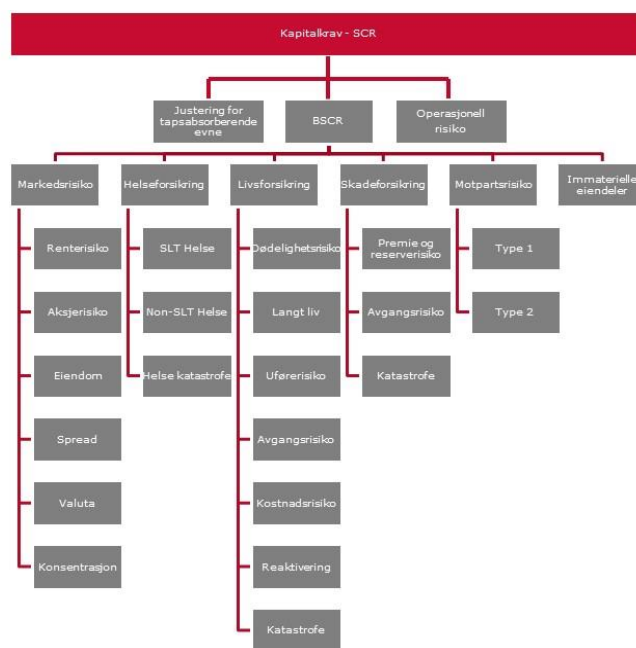 Kapitalkrav - SCR
Justering for
tapsabsorberende
evne
BSCR
Operasjonell
risiko
Markedsrisiko
Helseforsikring
Livsforsikring
Skadeforsikring
Motpartsrisiko
Immaterielle
eiendeler
Renterisiko
SLT Helse
Dødelighetsrisiko
Premie og
reserverisiko
Type 1
Aksjerisiko
Non-SLT Helse
Langt liv
Avgangsrisiko
Type 2
Eiendom
Helse katastrofe
Uførerisiko
Katastrofe
Spread
Avgangsrisiko
Valuta
Kostnadsrisiko
Konsentrasjon
Reaktivering
Katastrofe